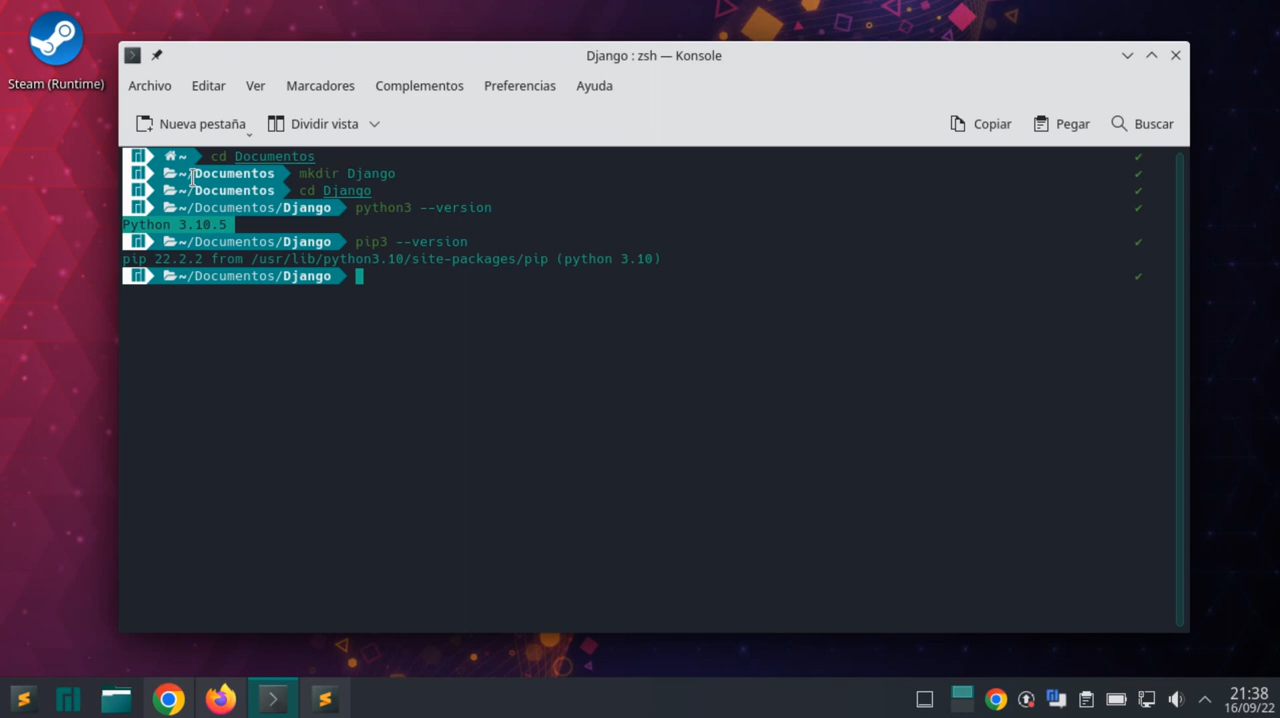 Steam (Runtime)
Django : zsh — Konsole
Archivo Editar Ver Marcadores Complementos Preferencias Ayuda
Nueva pestaña Dividir vista Copiar Pegar Buscar
~ cd Documentos ✔
~/Documentos mkdir Django ✔
~/Documentos cd Django ✔
~/Documentos/Django python3 --version ✔
Python 3.10.5
~/Documentos/Django pip3 --version ✔
pip 22.2.2 from /usr/lib/python3.10/site-packages/pip (python 3.10)
~/Documentos/Django ✔
21:38
16/09/22